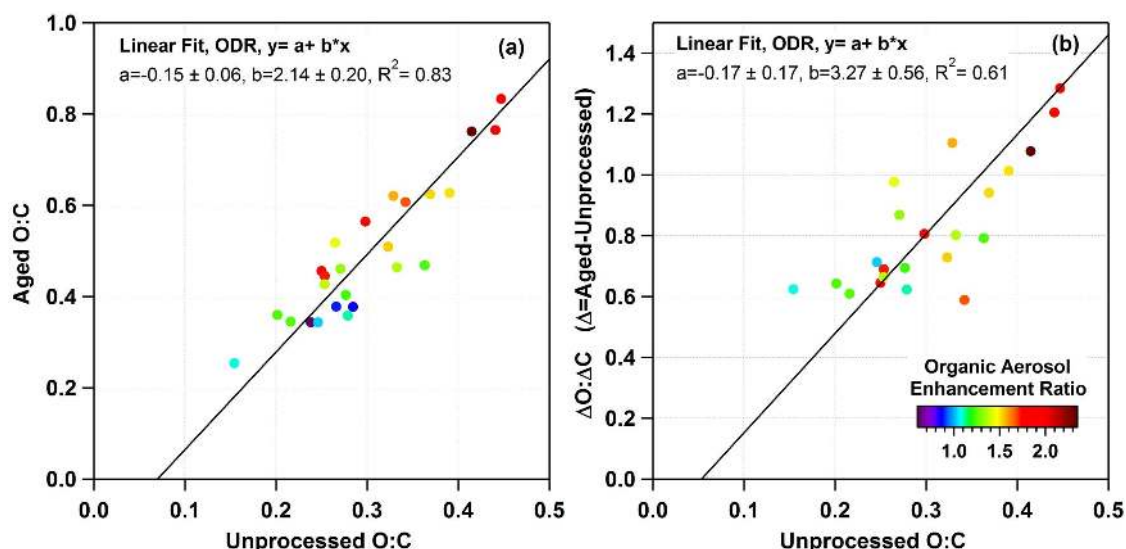 Linear Fit, ODR, y= a+ b*x
(a)
a=-0.15 ± 0.06, b=2.14 ± 0.20, R²= 0.83
1.0
0.8
0.6
0.4
0.2
0.0
Aged O:C
0.0 0.1 0.2 0.3 0.4 0.5
Unprocessed O:C
Linear Fit, ODR, y= a+ b*x
(b)
a=-0.17 ± 0.17, b=3.27 ± 0.56, R²= 0.61
1.4
1.2
1.0
0.8
0.6
0.4
0.2
0.0
ΔO:ΔC (Δ=Aged-Unprocessed)
Organic Aerosol
Enhancement Ratio
1.0 1.5 2.0
0.0 0.1 0.2 0.3 0.4 0.5
Unprocessed O:C